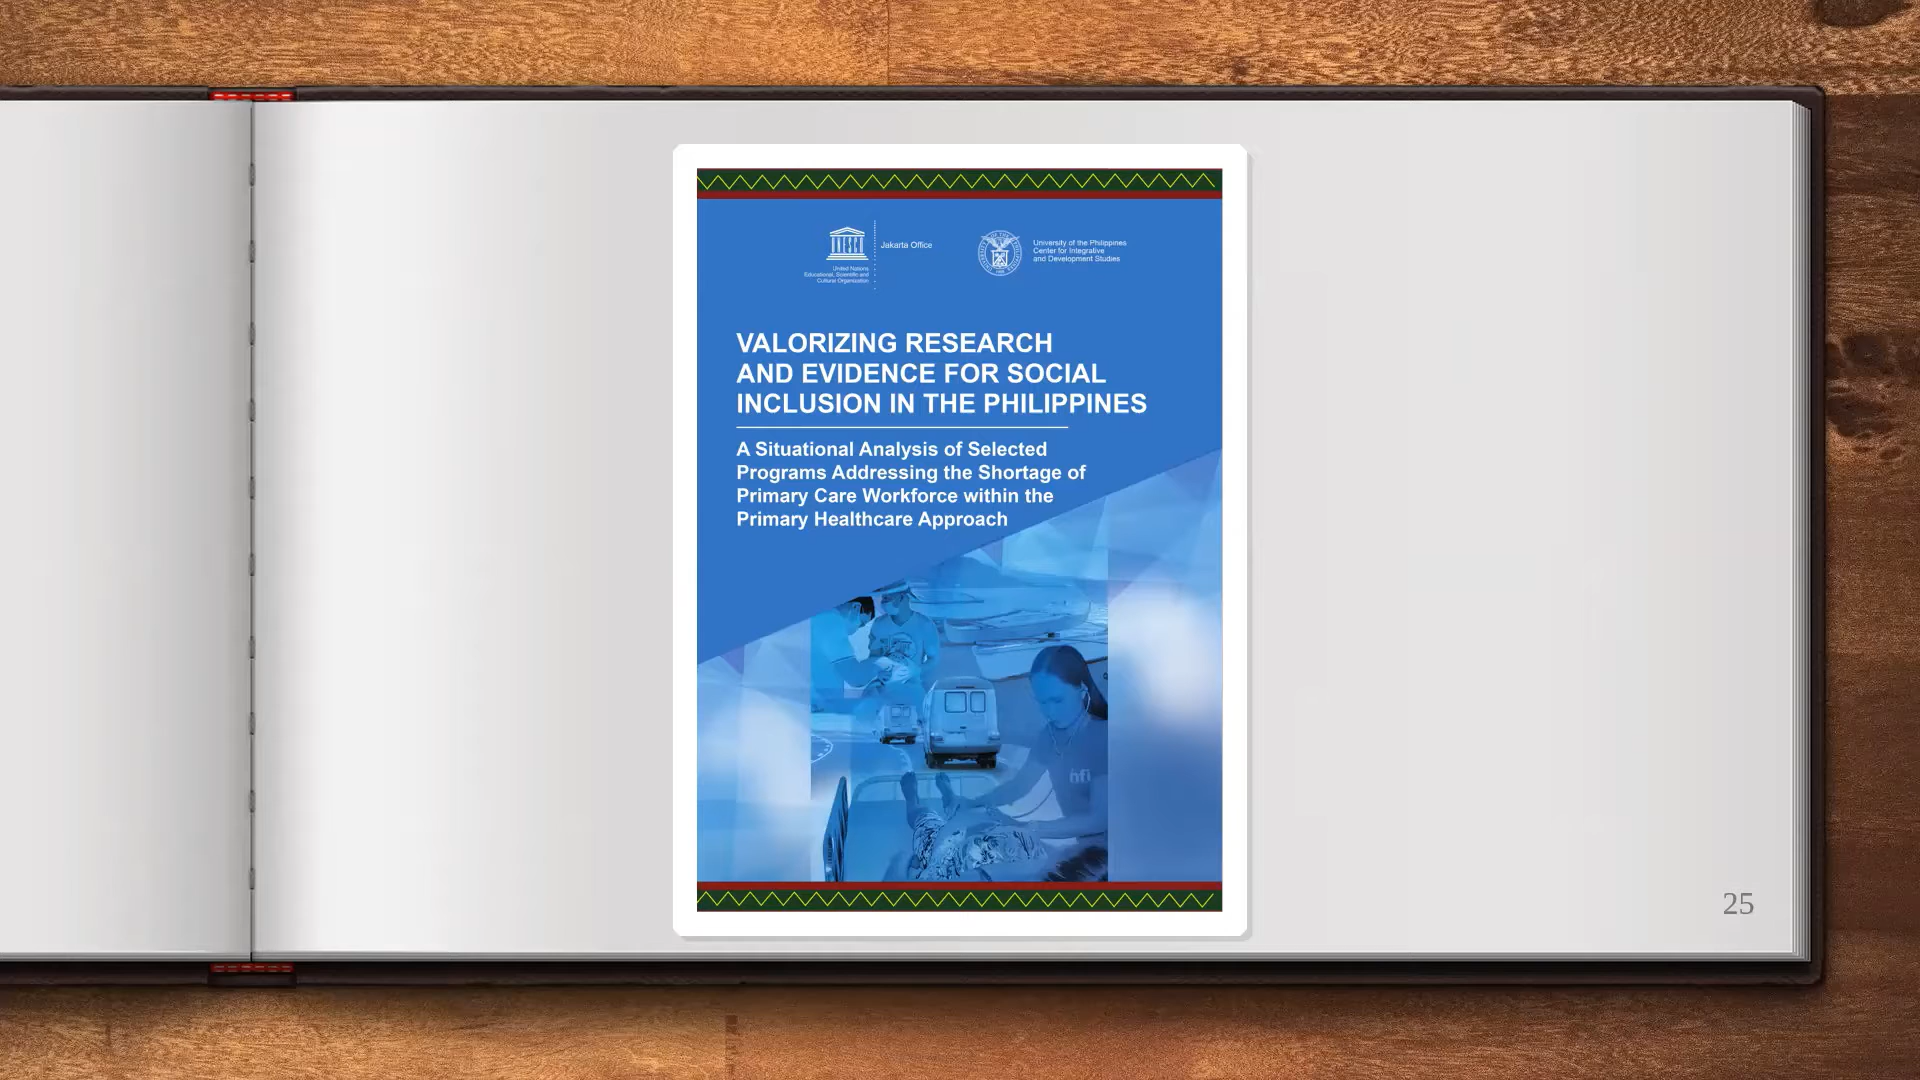 UNESCO
Jakarta Office
United Nations
Educational, Scientific and
Cultural Organization
University of the Philippines
Center for Integrative
and Development Studies
VALORIZING RESEARCH
AND EVIDENCE FOR SOCIAL
INCLUSION IN THE PHILIPPINES
A Situational Analysis of Selected
Programs Addressing the Shortage of
Primary Care Workforce within the
Primary Healthcare Approach
hfi
25